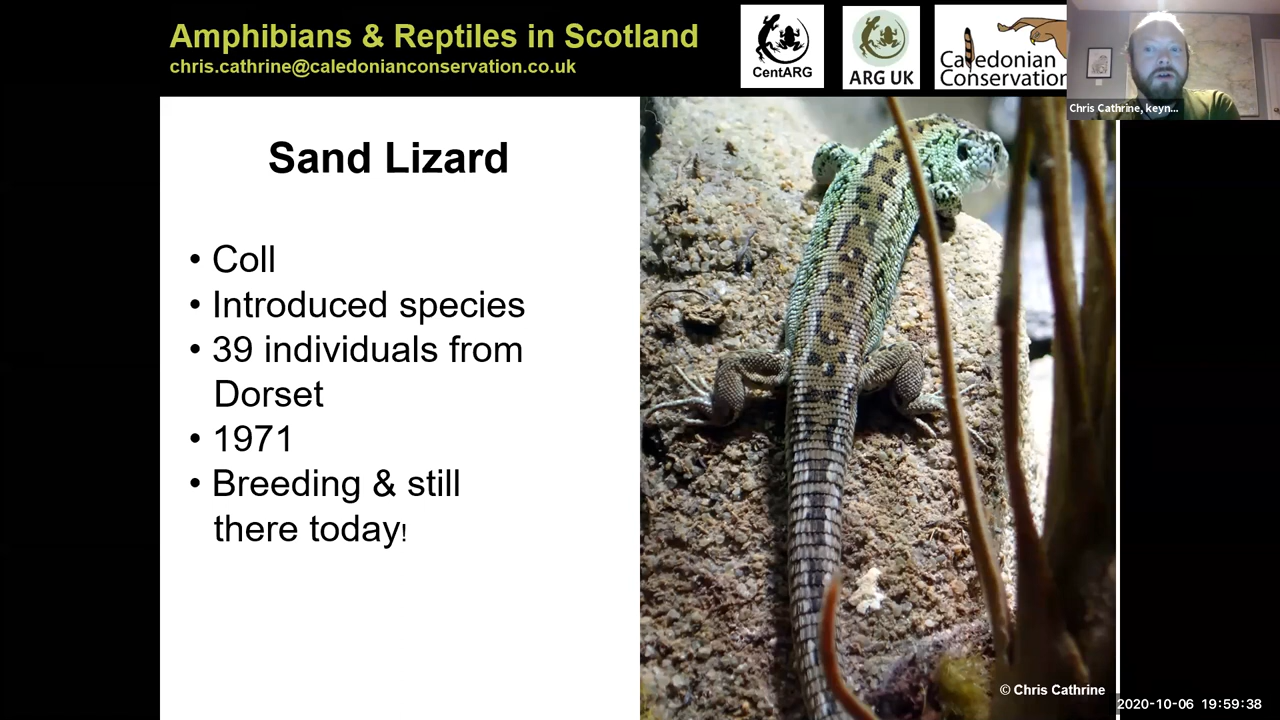 Amphibians & Reptiles in Scotland
chris.cathrine@caledonianconservation.co.uk
CentARG
ARG UK
Caledonian
Conservation
Chris Cathrine, keyn...
Sand Lizard
• Coll
• Introduced species
• 39 individuals from
Dorset
• 1971
• Breeding & still
there today!
© Chris Cathrine
2020-10-06 19:59:38